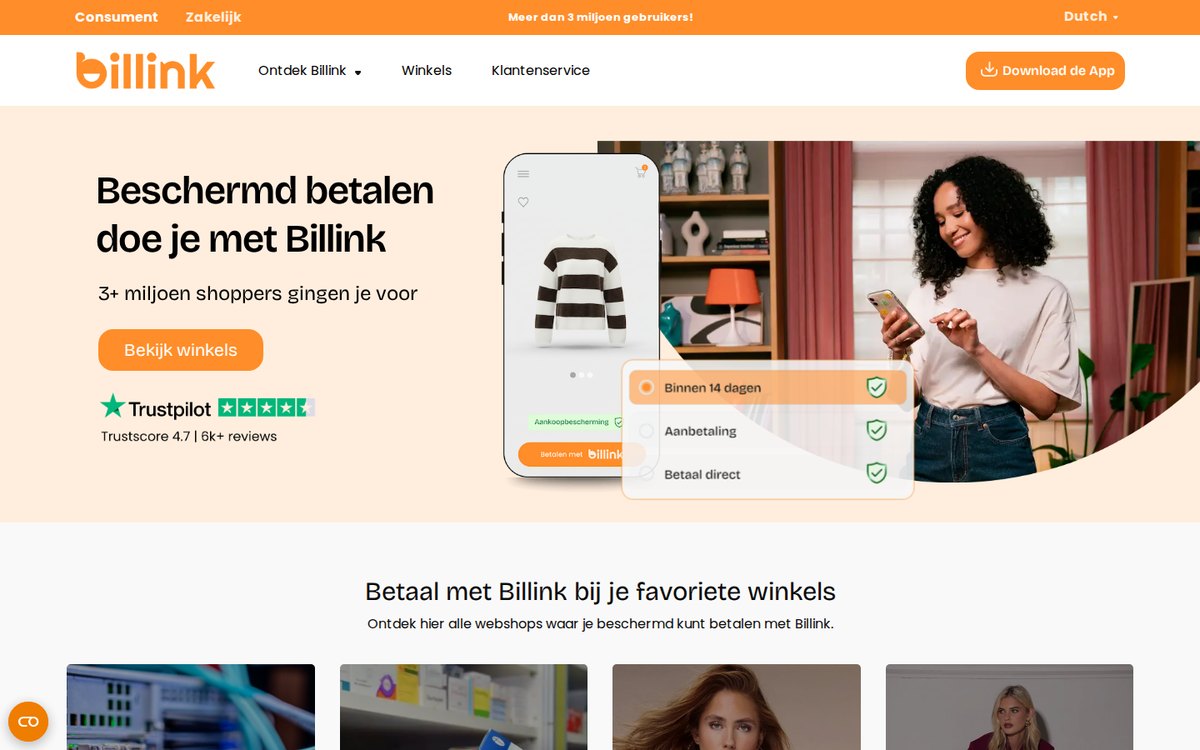 Consument Zakelijk Meer dan 3 miljoen gebruikers! Dutch
billink Ontdek Billink Winkels Klantenservice Download de App
Beschermd betalen
doe je met Billink
3+ miljoen shoppers gingen je voor
Bekijk winkels
Trustpilot
Trustscore 4.7 | 6k+ reviews
Aankoopbescherming
Betalen met billink
Binnen 14 dagen
Aanbetaling
Betaal direct
Betaal met Billink bij je favoriete winkels
Ontdek hier alle webshops waar je beschermd kunt betalen met Billink.